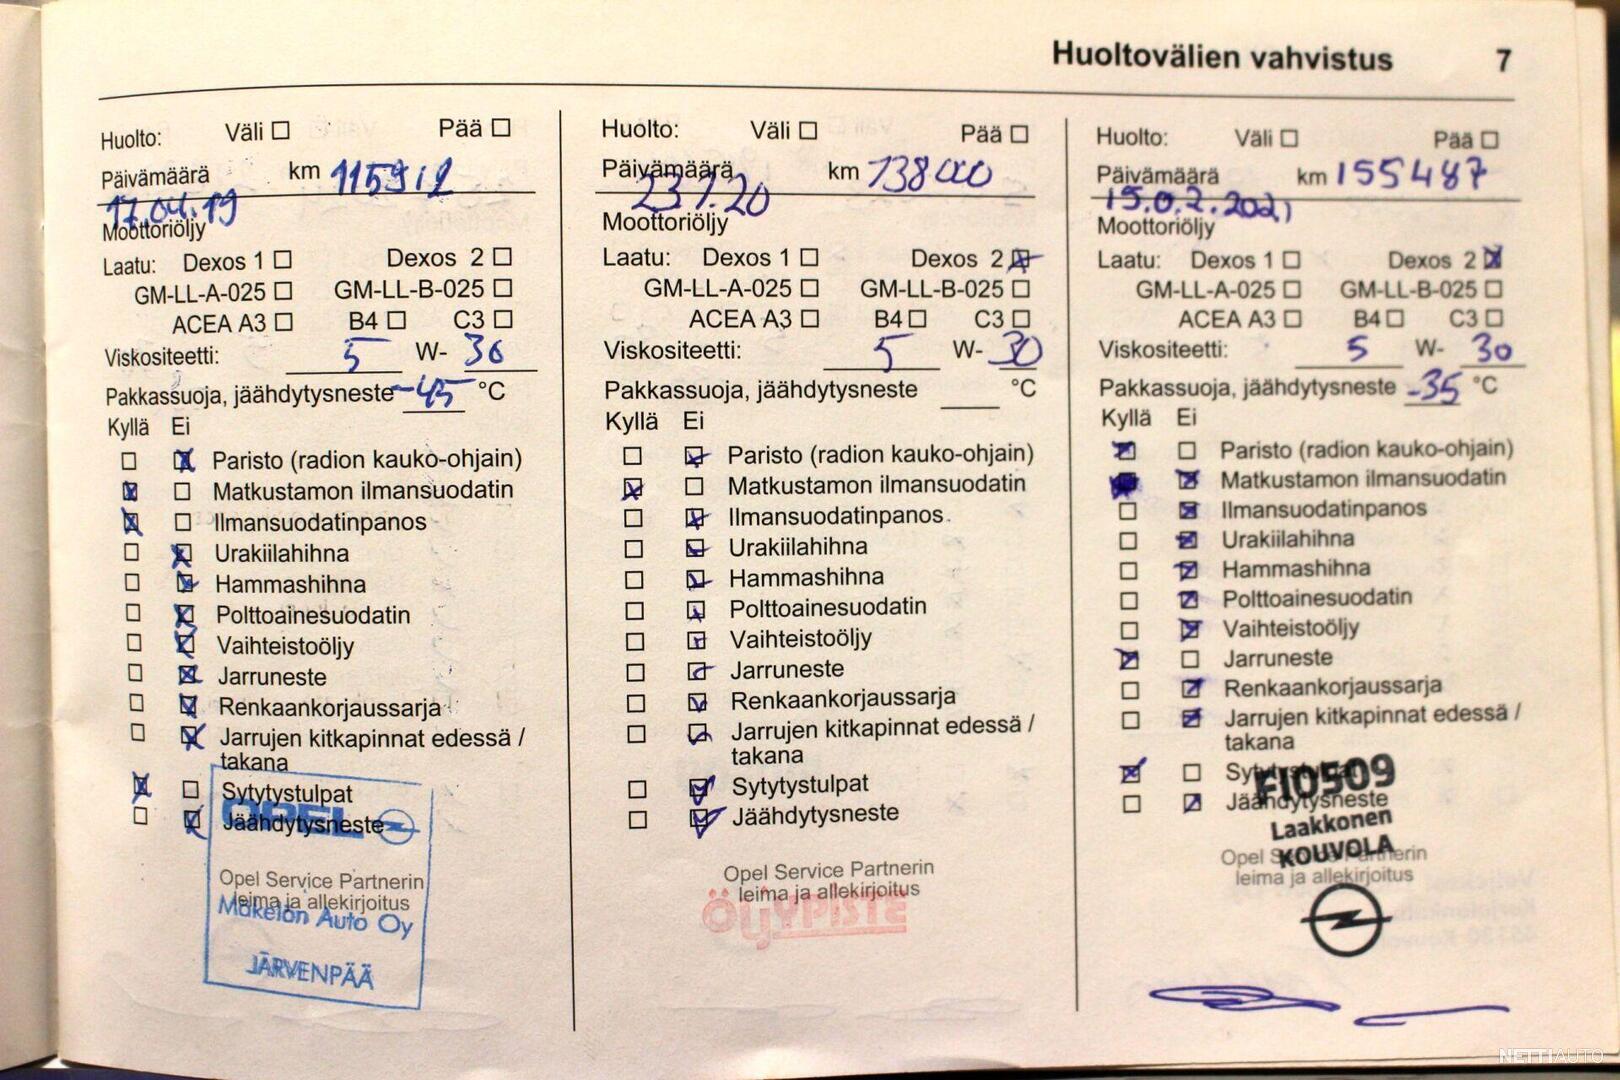 Huoltovälien vahvistus 7
Huolto: Väli Pää
Päivämäärä km 115912
17.04.19
Moottoriöljy
Laatu: Dexos 1 Dexos 2
GM-LL-A-025 GM-LL-B-025
ACEA A3 B4 C3
Viskositeetti: 5 W- 30
Pakkassuoja, jäähdytysneste -45 °C
Kyllä Ei
Paristo (radion kauko-ohjain)
Matkustamon ilmansuodatin
Ilmansuodatinpanos
Urakiilahihna
Hammashihna
Polttoainesuodatin
Vaihteistoöljy
Jarruneste
Renkaankorjaussarja
Jarrujen kitkapinnat edessä /
takana
Sytytystulpat
Jäähdytysneste
OPEL
Opel Service Partnerin
leima ja allekirjoitus
Mäkelän Auto Oy
JÄRVENPÄÄ
Huolto: Väli Pää
Päivämäärä km 138000
23.1.20
Moottoriöljy
Laatu: Dexos 1 Dexos 2
GM-LL-A-025 GM-LL-B-025
ACEA A3 B4 C3
Viskositeetti: 5 W- 30
Pakkassuoja, jäähdytysneste °C
Kyllä Ei
Paristo (radion kauko-ohjain)
Matkustamon ilmansuodatin
Ilmansuodatinpanos
Urakiilahihna
Hammashihna
Polttoainesuodatin
Vaihteistoöljy
Jarruneste
Renkaankorjaussarja
Jarrujen kitkapinnat edessä /
takana
Sytytystulpat
Jäähdytysneste
Opel Service Partnerin
leima ja allekirjoitus
ÖljYPISTE
Huolto: Väli Pää
Päivämäärä km 155487
15.02.2021
Moottoriöljy
Laatu: Dexos 1 Dexos 2
GM-LL-A-025 GM-LL-B-025
ACEA A3 B4 C3
Viskositeetti: 5 W- 30
Pakkassuoja, jäähdytysneste -35 °C
Kyllä Ei
Paristo (radion kauko-ohjain)
Matkustamon ilmansuodatin
Ilmansuodatinpanos
Urakiilahihna
Hammashihna
Polttoainesuodatin
Vaihteistoöljy
Jarruneste
Renkaankorjaussarja
Jarrujen kitkapinnat edessä /
takana
Sytytystulpat
FI0509
Jäähdytysneste
Laakkonen
KOUVOLA
Opel Service Partnerin
leima ja allekirjoitus
NETTIAUTO